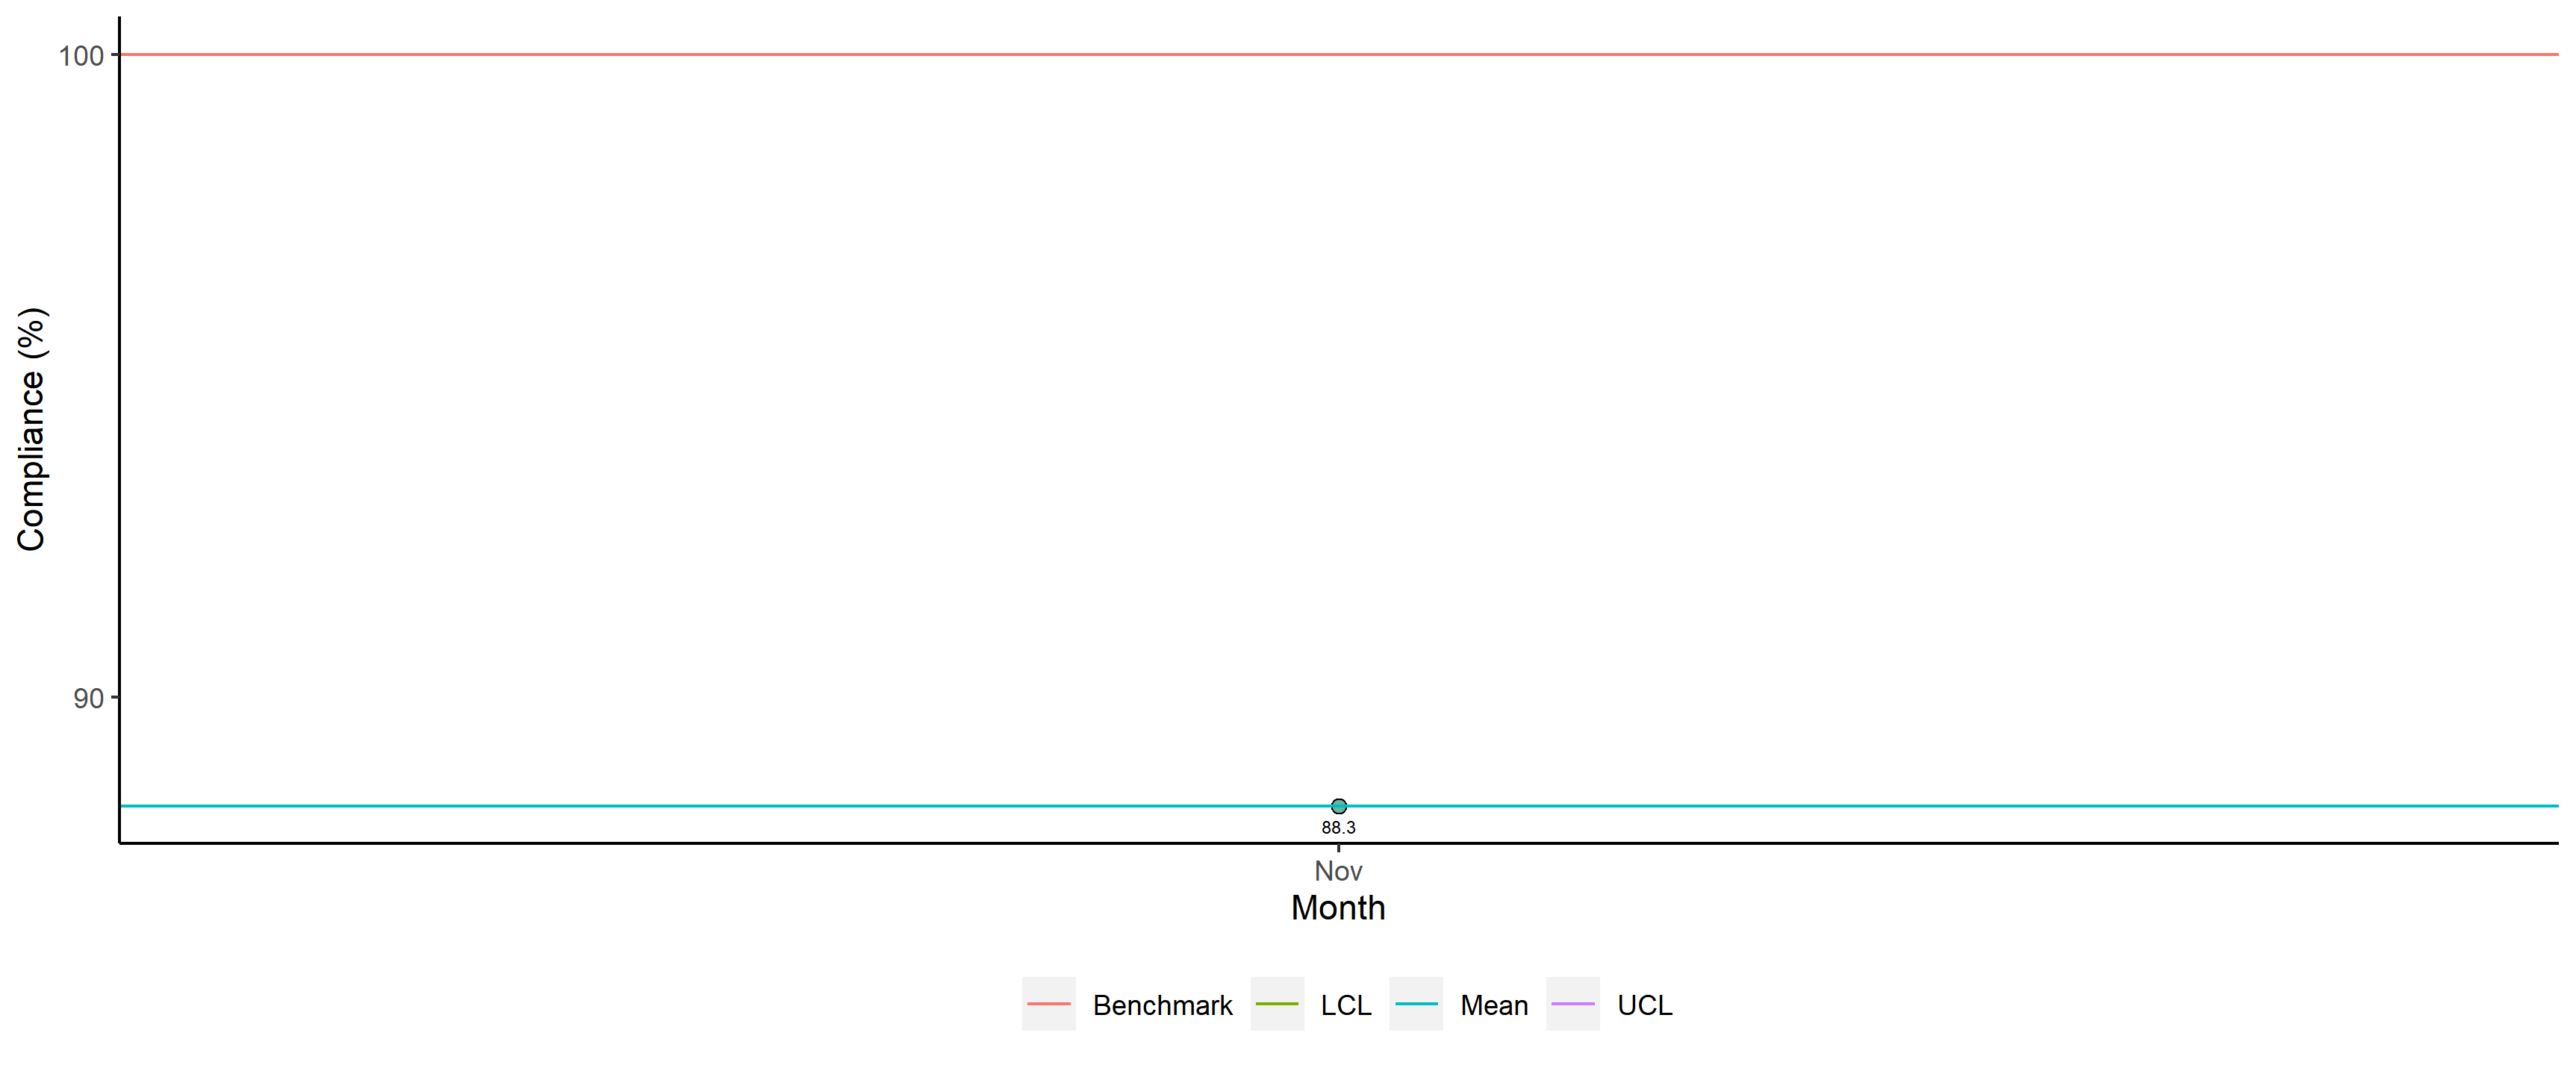 Compliance (%)
100
90
88.3
Nov
Month
Benchmark LCL Mean UCL